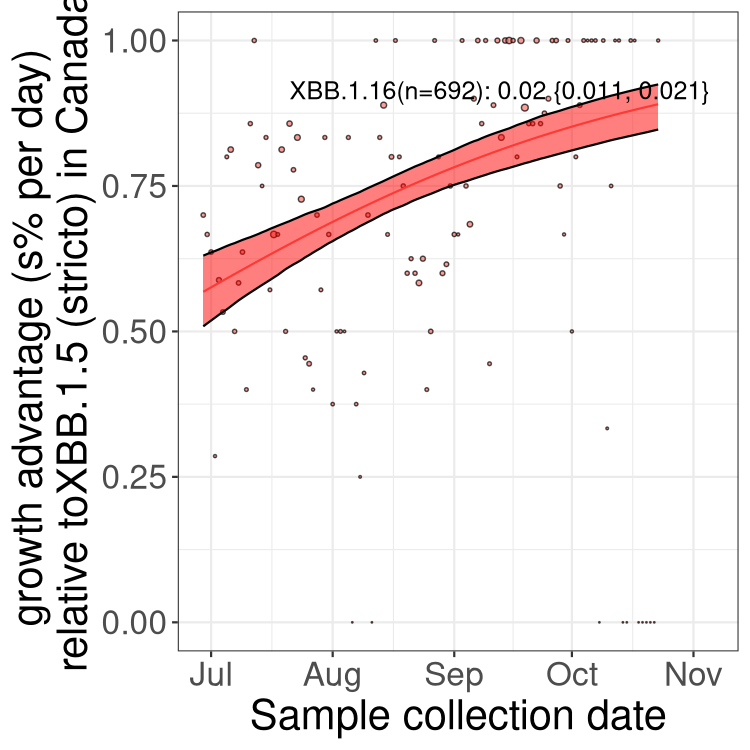 growth advantage (s% per day)
relative toXBB.1.5 (stricto) in Canada
1.00
0.75
0.50
0.25
0.00
XBB.1.16(n=692): 0.02 {0.011, 0.021}
Jul Aug Sep Oct Nov
Sample collection date